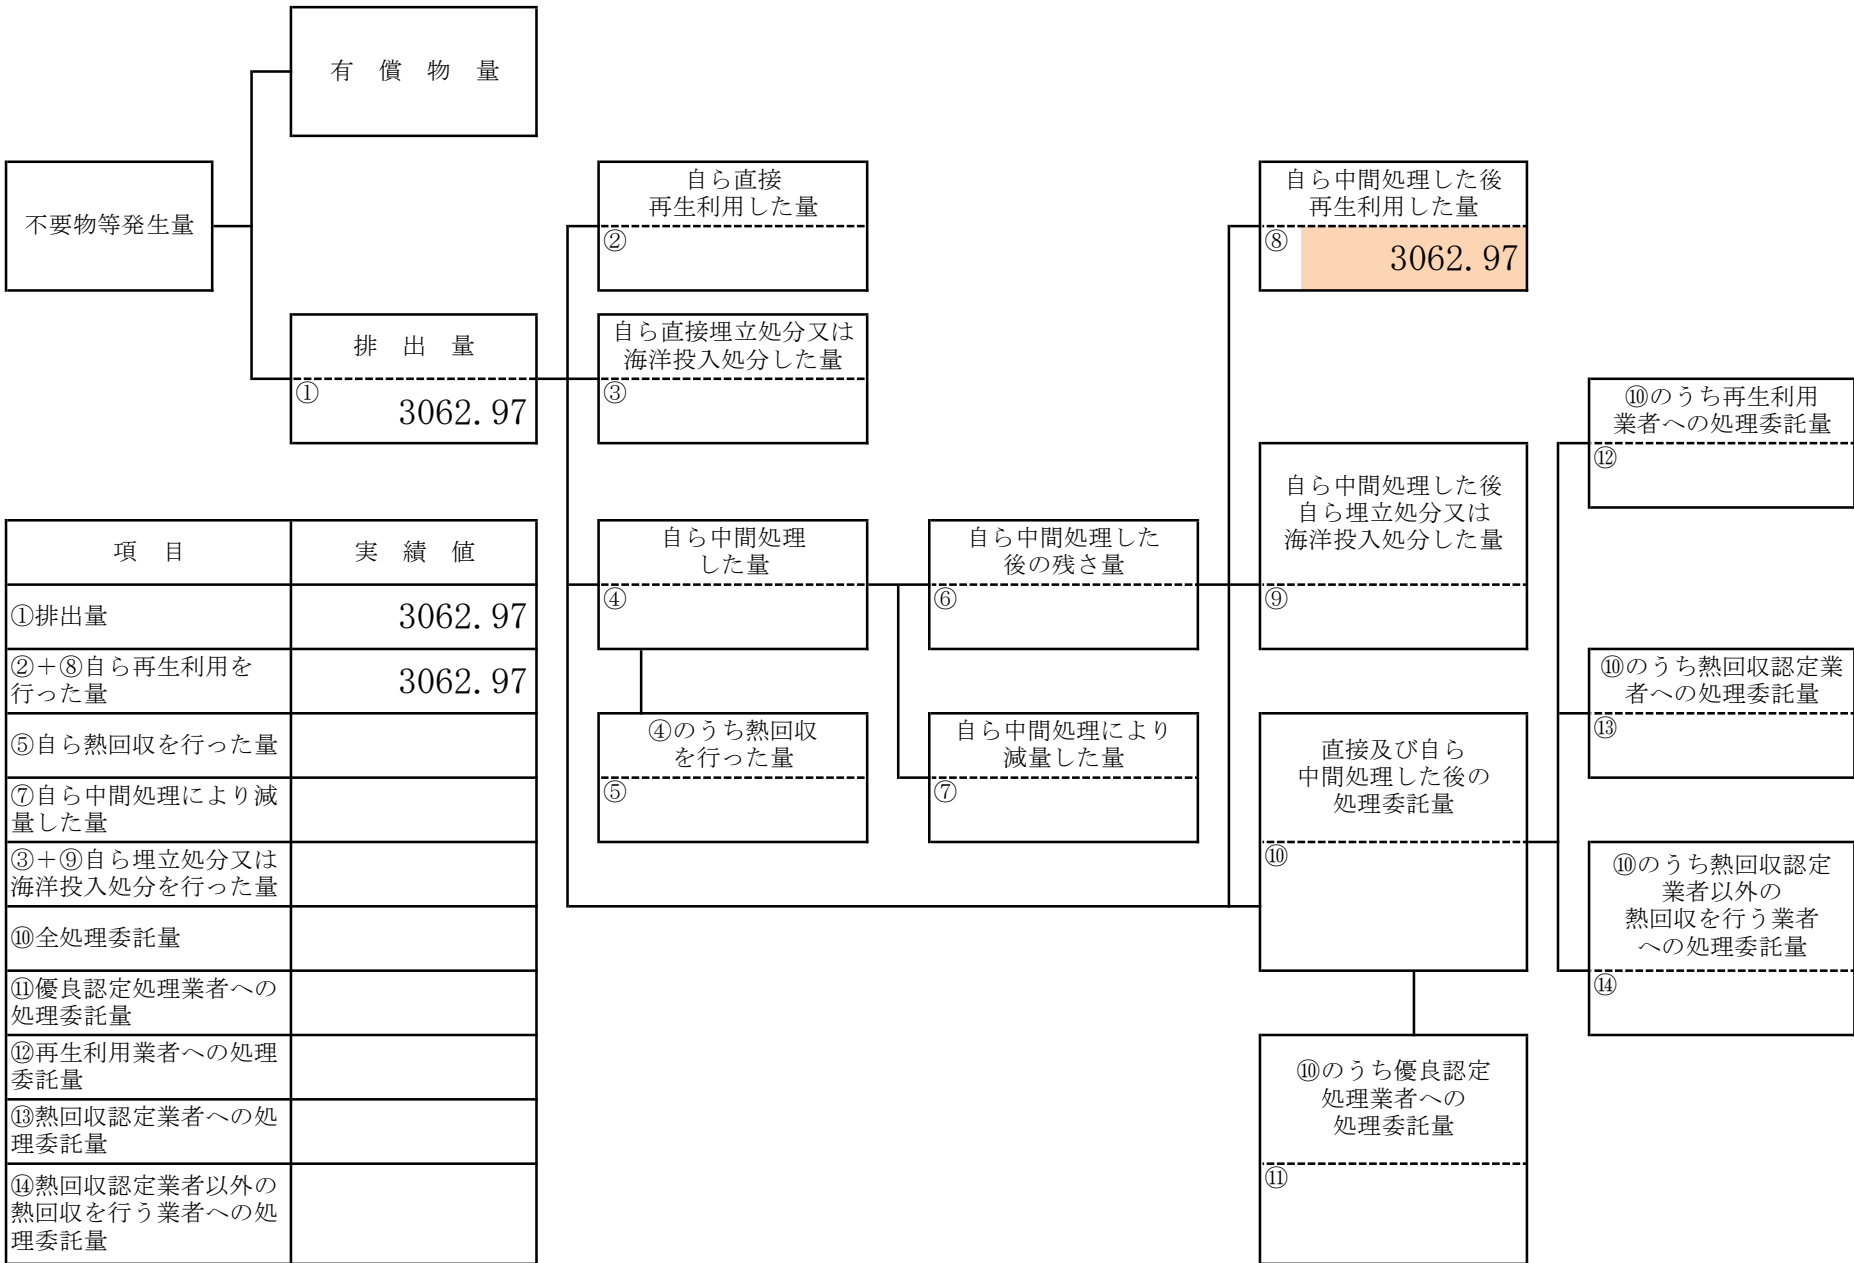 有 償 物 量
不要物等発生量
排 出 量
①
3062.97
自ら直接
再生利用した量
②
自ら直接埋立処分又は
海洋投入処分した量
③
自ら中間処理
した量
④
④のうち熱回収
を行った量
⑤
自ら中間処理した
後の残さ量
⑥
自ら中間処理により
減量した量
⑦
自ら中間処理した後
再生利用した量
⑧
3062.97
自ら中間処理した後
自ら埋立処分又は
海洋投入処分した量
⑨
直接及び自ら
中間処理した後の
処理委託量
⑩
⑩のうち優良認定
処理業者への
処理委託量
⑪
⑩のうち再生利用
業者への処理委託量
⑫
⑩のうち熱回収認定業
者への処理委託量
⑬
⑩のうち熱回収認定
業者以外の
熱回収を行う業者
への処理委託量
⑭
項 目 実 績 値
①排出量 3062.97
②+⑧自ら再生利用を
行った量 3062.97
⑤自ら熱回収を行った量
⑦自ら中間処理により減
量した量
③+⑨自ら埋立処分又は
海洋投入処分を行った量
⑩全処理委託量
⑪優良認定処理業者への
処理委託量
⑫再生利用業者への処理
委託量
⑬熱回収認定業者への処
理委託量
⑭熱回収認定業者以外の
熱回収を行う業者への処
理委託量